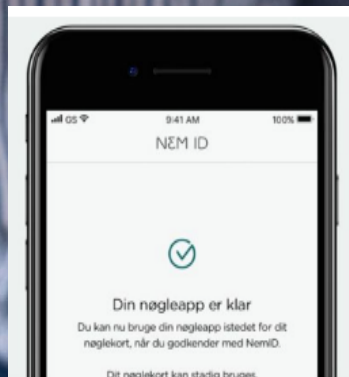 GS 9:41 AM 100%
NEM ID
Din nøgleapp er klar
Du kan nu bruge din nøgleapp istedet for dit
nøglekort, når du godkender med NemID.
Dit nøglekort kan stadig bruges.